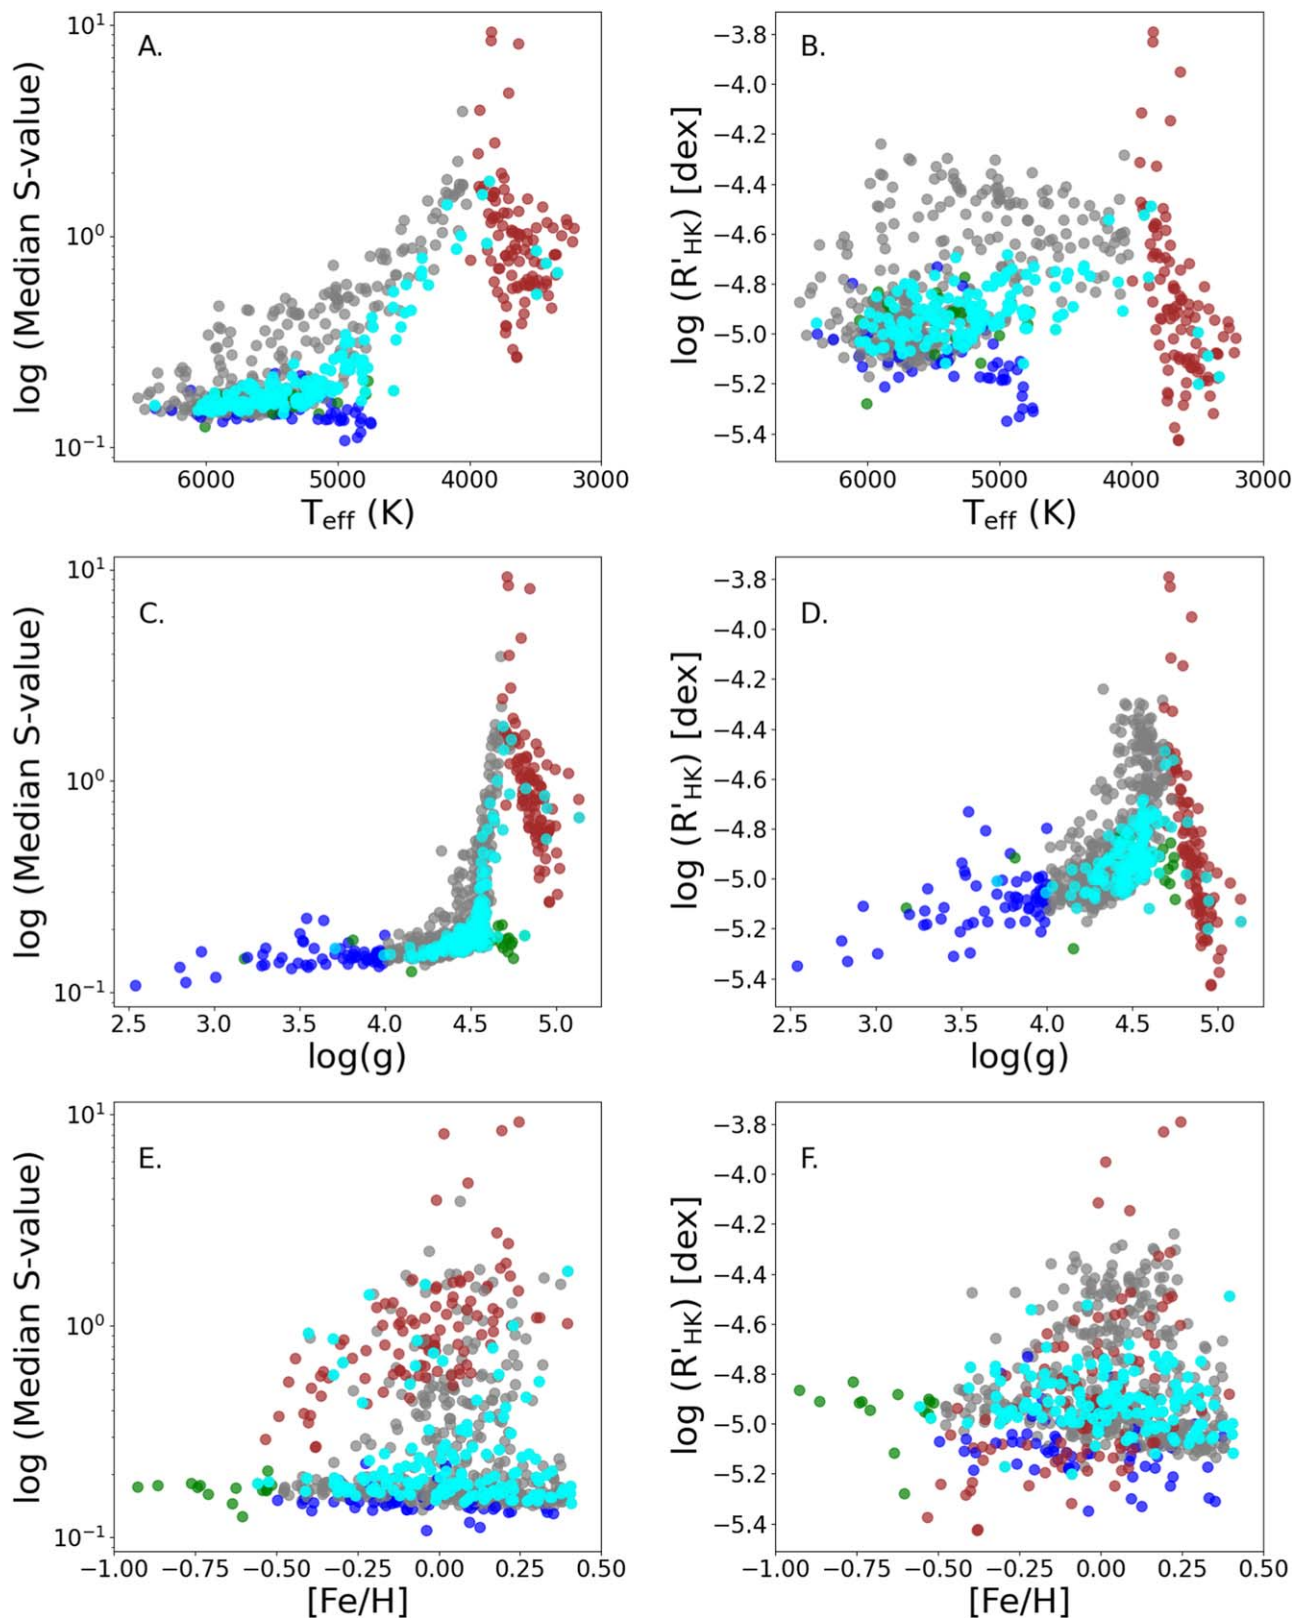 A.
log (Median S-value)
10¹
10⁰
10⁻¹
6000 5000 4000 3000
T_eff (K)
B.
log (R'_HK) [dex]
−3.8
−4.0
−4.2
−4.4
−4.6
−4.8
−5.0
−5.2
−5.4
6000 5000 4000 3000
T_eff (K)
C.
log (Median S-value)
10¹
10⁰
10⁻¹
2.5 3.0 3.5 4.0 4.5 5.0
log(g)
D.
log (R'_HK) [dex]
−3.8
−4.0
−4.2
−4.4
−4.6
−4.8
−5.0
−5.2
−5.4
2.5 3.0 3.5 4.0 4.5 5.0
log(g)
E.
log (Median S-value)
10¹
10⁰
10⁻¹
−1.00 −0.75 −0.50 −0.25 0.00 0.25 0.50
[Fe/H]
F.
log (R'_HK) [dex]
−3.8
−4.0
−4.2
−4.4
−4.6
−4.8
−5.0
−5.2
−5.4
−1.00 −0.75 −0.50 −0.25 0.00 0.25 0.50
[Fe/H]